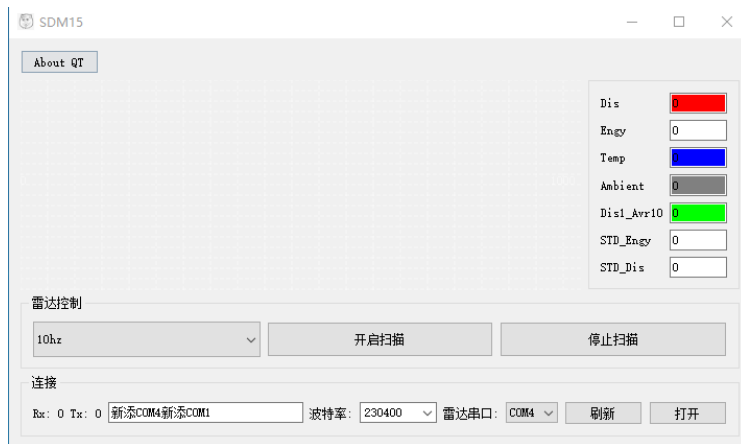 SDM15
About QT
1000
Dis 0
Engy 0
Temp 0
Ambient 0
Dis1_Avr10 0
STD_Engy 0
STD_Dis 0
雷达控制
10hz 开启扫描 停止扫描
连接
Rx: 0 Tx: 0 新添COM4新添COM1 波特率: 230400 雷达串口: COM4 刷新 打开